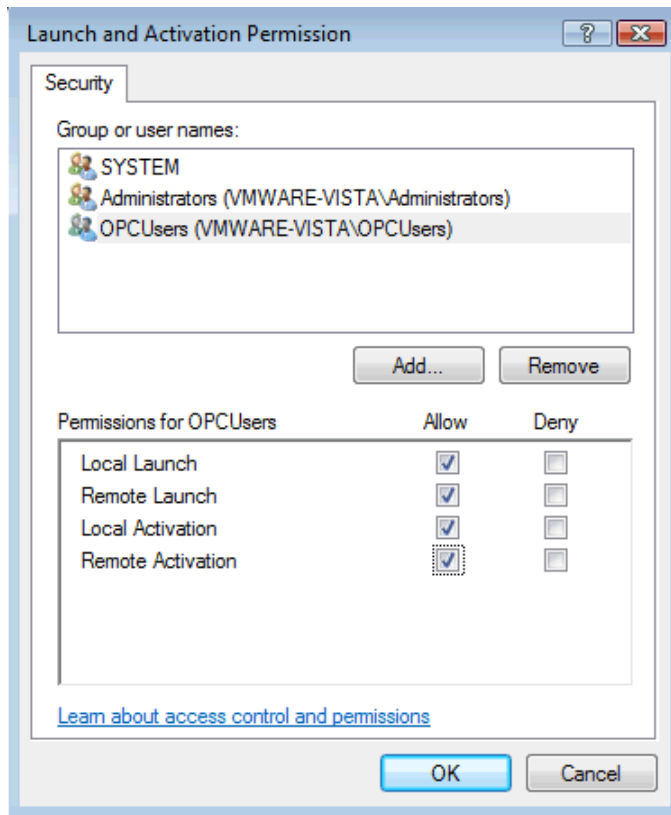 Launch and Activation Permission
Security
Group or user names:
SYSTEM
Administrators (VMWARE-VISTA\Administrators)
OPCUsers (VMWARE-VISTA\OPCUsers)
Add... Remove
Permissions for OPCUsers Allow Deny
Local Launch
Remote Launch
Local Activation
Remote Activation
Learn about access control and permissions
OK Cancel